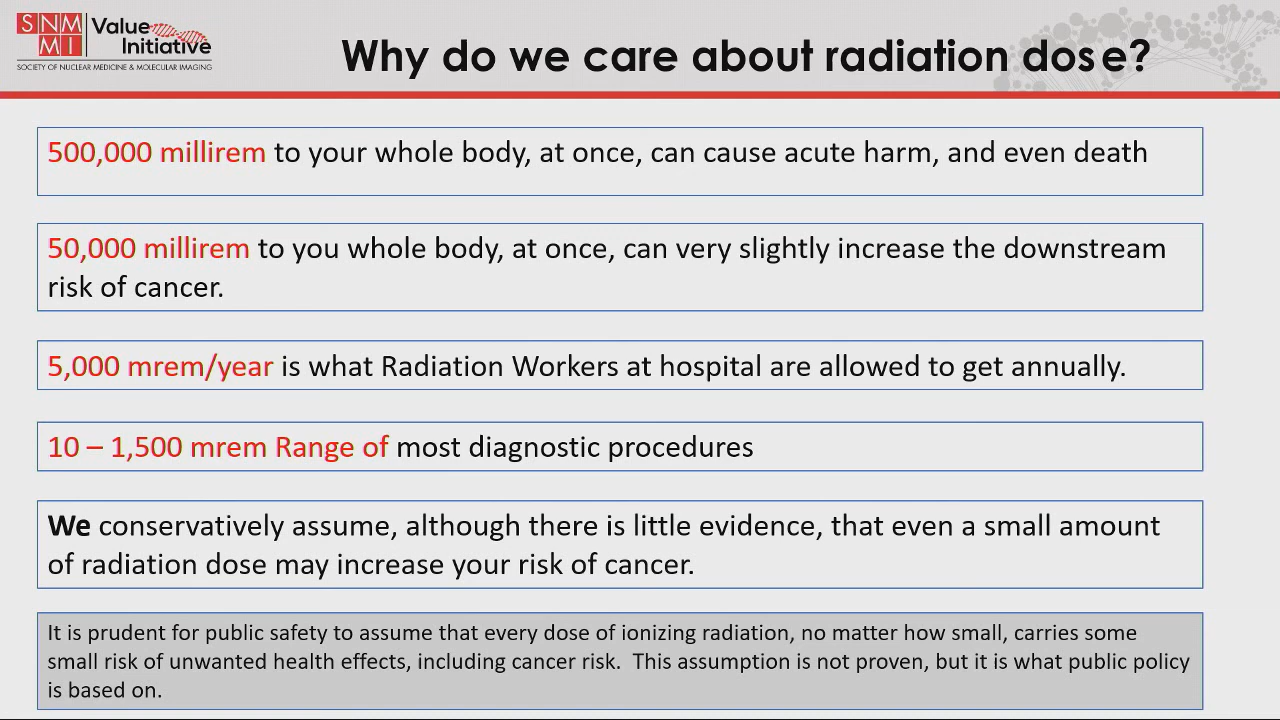 SNM
MI
Value
Initiative
SOCIETY OF NUCLEAR MEDICINE & MOLECULAR IMAGING
Why do we care about radiation dose?
500,000 millirem to your whole body, at once, can cause acute harm, and even death
50,000 millirem to you whole body, at once, can very slightly increase the downstream
risk of cancer.
5,000 mrem/year is what Radiation Workers at hospital are allowed to get annually.
10 – 1,500 mrem Range of most diagnostic procedures
We conservatively assume, although there is little evidence, that even a small amount
of radiation dose may increase your risk of cancer.
It is prudent for public safety to assume that every dose of ionizing radiation, no matter how small, carries some
small risk of unwanted health effects, including cancer risk.  This assumption is not proven, but it is what public policy
is based on.